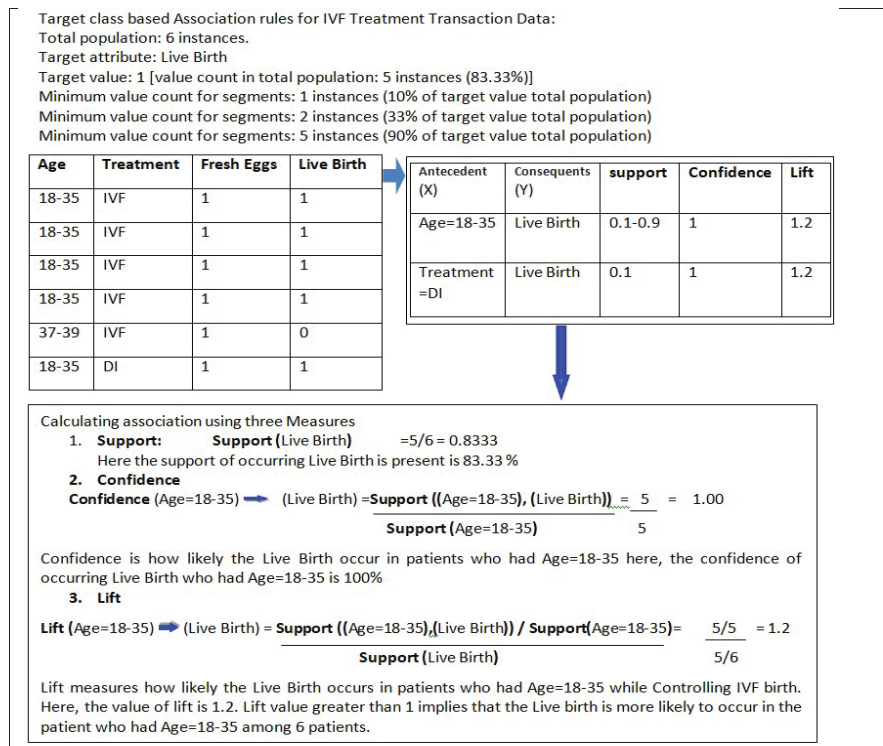 Target class based Association rules for IVF Treatment Transaction Data:
Total population: 6 instances.
Target attribute: Live Birth
Target value: 1 [value count in total population: 5 instances (83.33%)]
Minimum value count for segments: 1 instances (10% of target value total population)
Minimum value count for segments: 2 instances (33% of target value total population)
Minimum value count for segments: 5 instances (90% of target value total population)
Age Treatment Fresh Eggs Live Birth
18-35 IVF 1 1
18-35 IVF 1 1
18-35 IVF 1 1
18-35 IVF 1 1
37-39 IVF 1 0
18-35 DI 1 1
Antecedent Consequents support Confidence Lift
(X) (Y)
Age=18-35 Live Birth 0.1-0.9 1 1.2
Treatment Live Birth 0.1 1 1.2
=DI
Calculating association using three Measures
1. Support: Support (Live Birth) =5/6 = 0.8333
Here the support of occurring Live Birth is present is 83.33 %
2. Confidence
Confidence (Age=18-35) (Live Birth) =Support ((Age=18-35), (Live Birth)) = 5 = 1.00
Support (Age=18-35) 5
Confidence is how likely the Live Birth occur in patients who had Age=18-35 here, the confidence of
occurring Live Birth who had Age=18-35 is 100%
3. Lift
Lift (Age=18-35) (Live Birth) = Support ((Age=18-35),(Live Birth)) / Support(Age=18-35)= 5/5 = 1.2
Support (Live Birth) 5/6
Lift measures how likely the Live Birth occurs in patients who had Age=18-35 while Controlling IVF birth.
Here, the value of lift is 1.2. Lift value greater than 1 implies that the Live birth is more likely to occur in the
patient who had Age=18-35 among 6 patients.